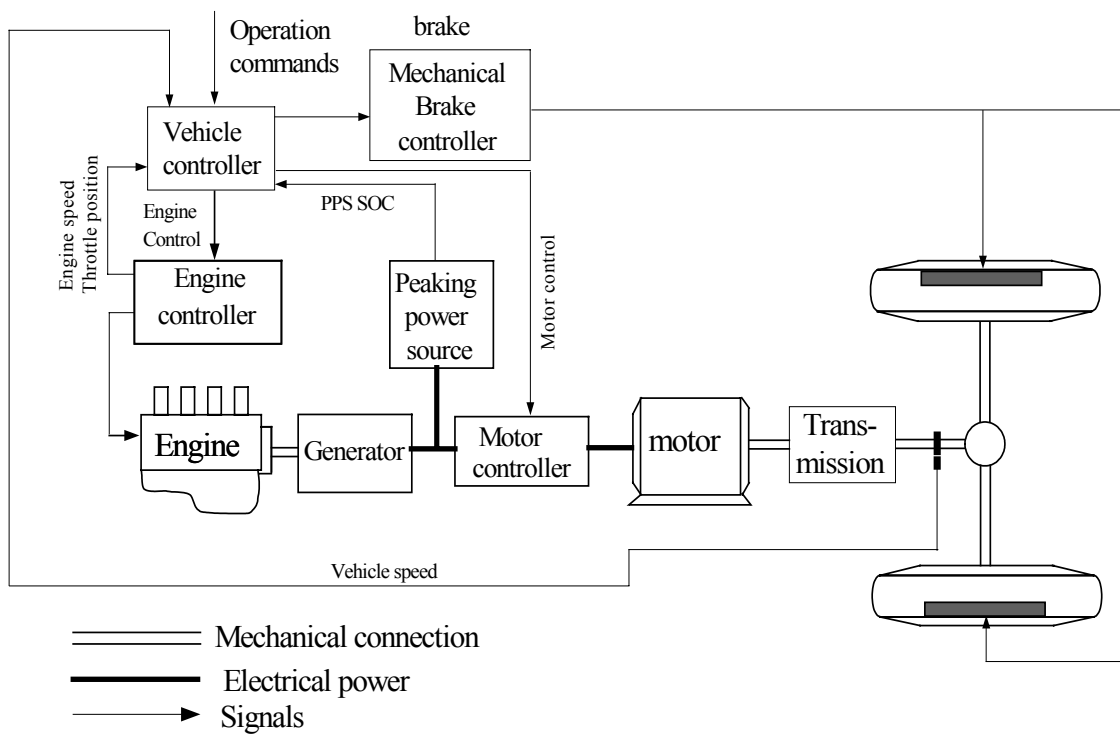 Operation
commands
brake
Mechanical
Brake
controller
Vehicle
controller
Engine speed
Throttle position
Engine
Control
PPS SOC
Motor control
Engine
controller
Peaking
power
source
Engine
Generator
Motor
controller
motor
Trans-
mission
Vehicle speed
Mechanical connection
Electrical power
Signals